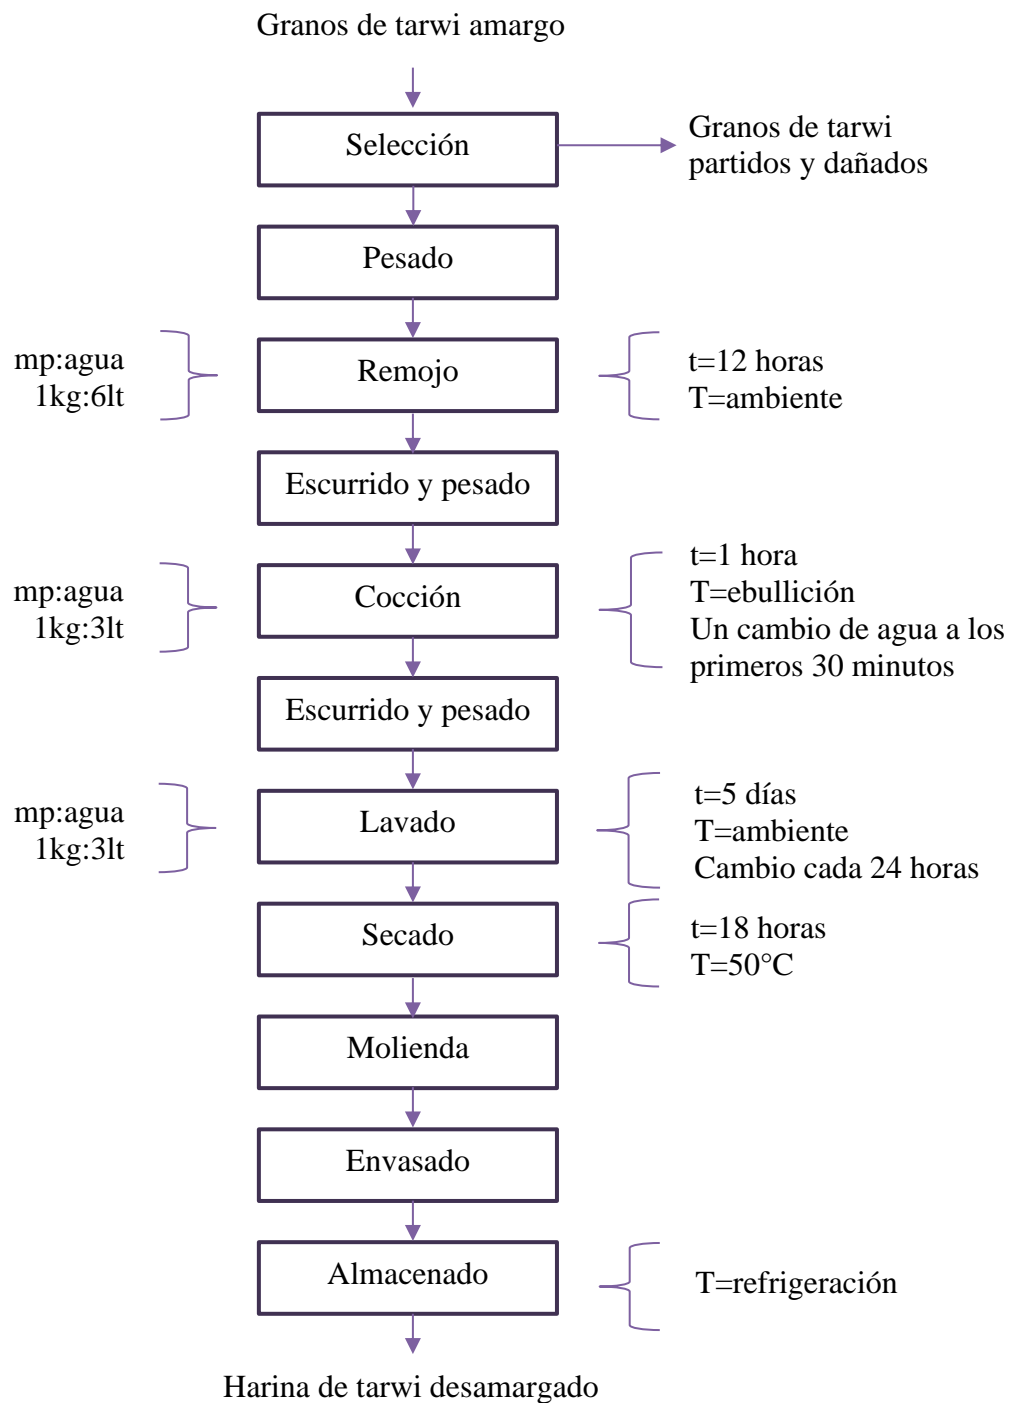 Granos de tarwi amargo
Selección
Granos de tarwi
partidos y dañados
Pesado
mp:agua
1kg:6lt
Remojo
t=12 horas
T=ambiente
Escurrido y pesado
mp:agua
1kg:3lt
Cocción
t=1 hora
T=ebullición
Un cambio de agua a los
primeros 30 minutos
Escurrido y pesado
mp:agua
1kg:3lt
Lavado
t=5 días
T=ambiente
Cambio cada 24 horas
Secado
t=18 horas
T=50°C
Molienda
Envasado
Almacenado
T=refrigeración
Harina de tarwi desamargado